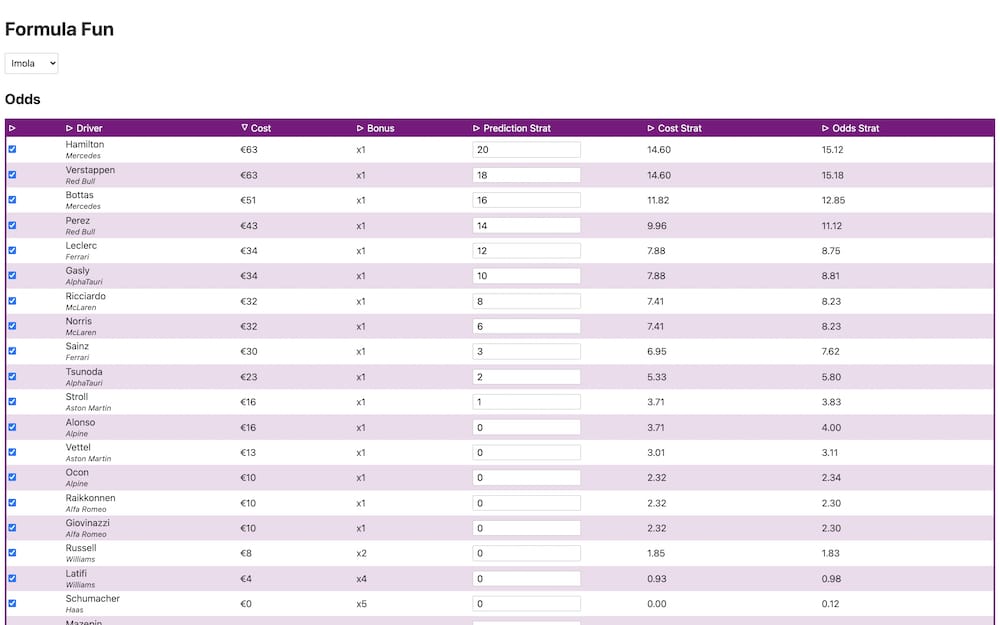 Formula Fun
Imola
Odds
Driver Cost Bonus Prediction Strat Cost Strat Odds Strat
Hamilton
Mercedes
€63 x1 20 14.60 15.12
Verstappen
Red Bull
€63 x1 18 14.60 15.18
Bottas
Mercedes
€51 x1 16 11.82 12.85
Perez
Red Bull
€43 x1 14 9.96 11.12
Leclerc
Ferrari
€34 x1 12 7.88 8.75
Gasly
AlphaTauri
€34 x1 10 7.88 8.81
Ricciardo
McLaren
€32 x1 8 7.41 8.23
Norris
McLaren
€32 x1 6 7.41 8.23
Sainz
Ferrari
€30 x1 3 6.95 7.62
Tsunoda
AlphaTauri
€23 x1 2 5.33 5.80
Stroll
Aston Martin
€16 x1 1 3.71 3.83
Alonso
Alpine
€16 x1 0 3.71 4.00
Vettel
Aston Martin
€13 x1 0 3.01 3.11
Ocon
Alpine
€10 x1 0 2.32 2.34
Raikkonen
Alfa Romeo
€10 x1 0 2.32 2.30
Giovinazzi
Alfa Romeo
€10 x1 0 2.32 2.30
Russell
Williams
€8 x2 0 1.85 1.83
Latifi
Williams
€4 x4 0 0.93 0.98
Schumacher
Haas
€0 x5 0 0.00 0.12
Mazepin